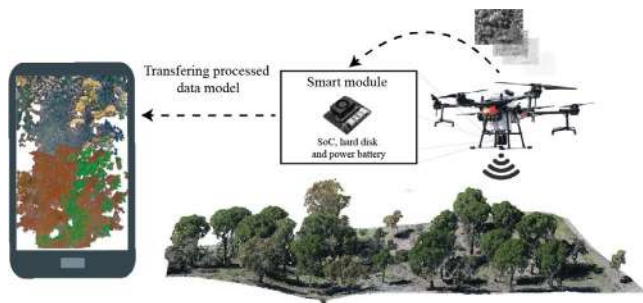 Transfering processed
data model
Smart module
SoC, hard disk
and power battery